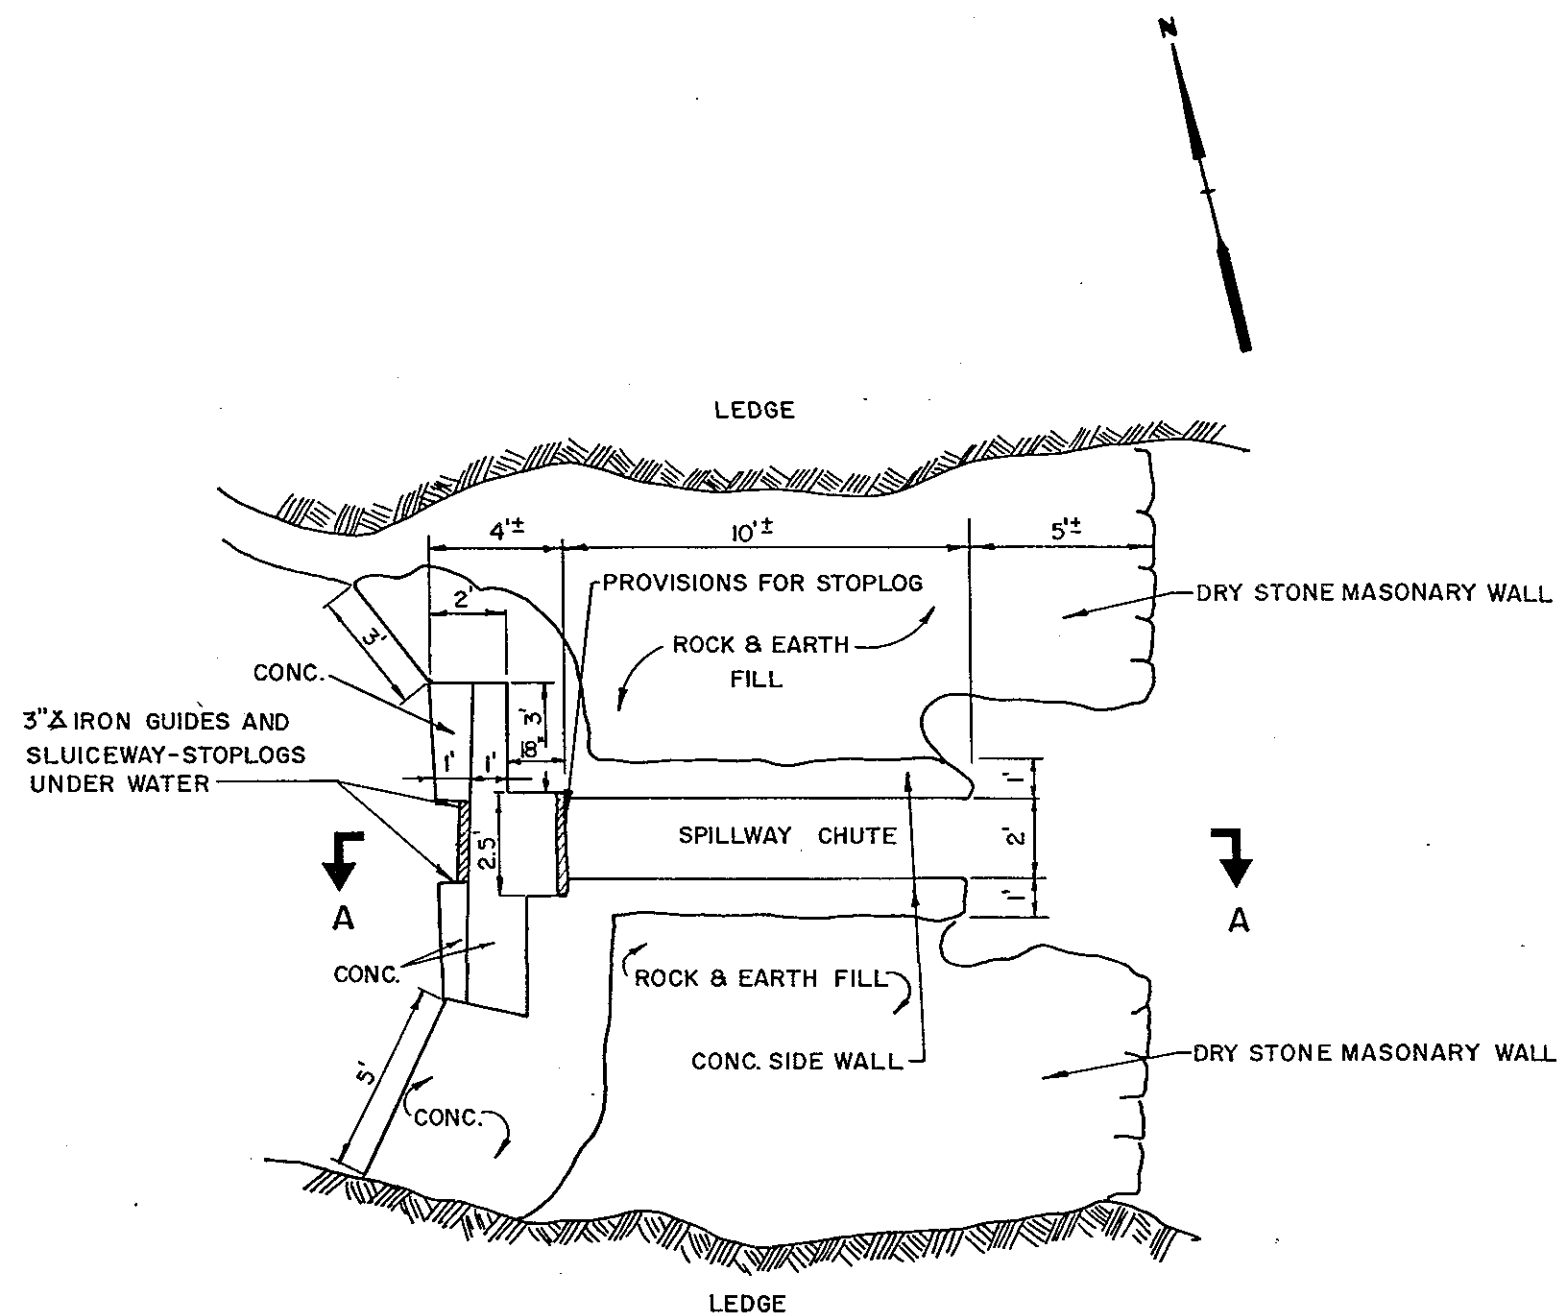 N
LEDGE
4'±
10'±
5'±
PROVISIONS FOR STOPLOG
DRY STONE MASONARY WALL
2'
3'
ROCK & EARTH
FILL
CONC.
3'
3" IRON GUIDES AND
SLUICEWAY-STOPLOGS
UNDER WATER
18"
1'
1'
1'
2.5'
SPILLWAY CHUTE
2'
1'
A
A
CONC.
ROCK & EARTH FILL
CONC. SIDE WALL
DRY STONE MASONARY WALL
5'
CONC.
LEDGE